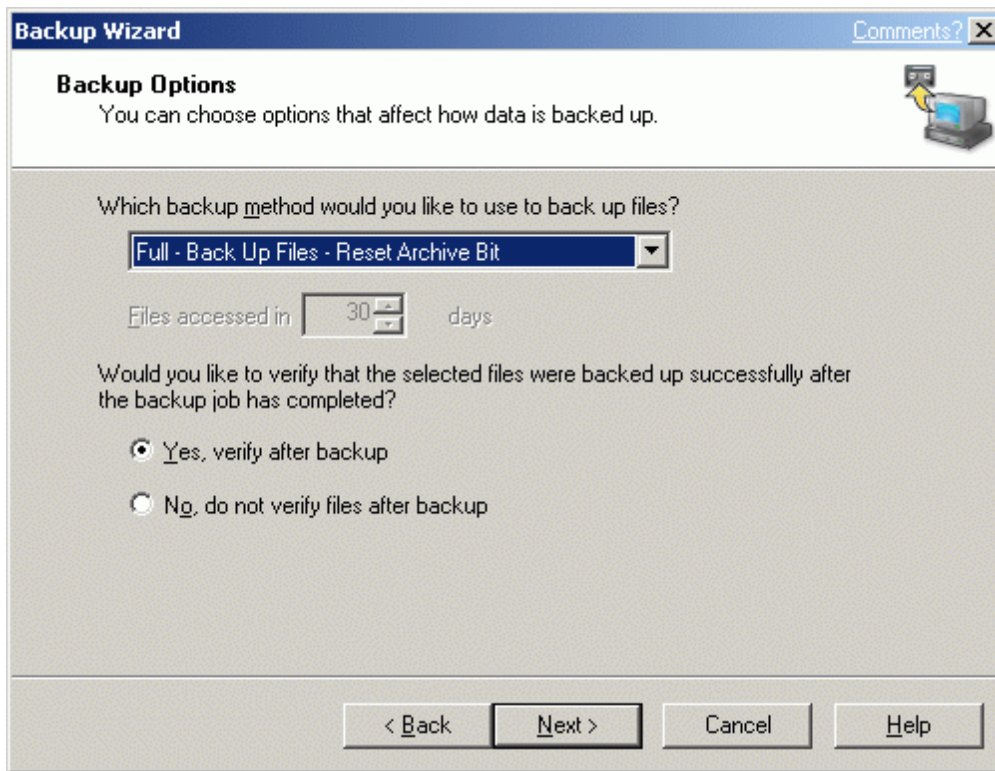 Backup Wizard
Comments?
Backup Options
You can choose options that affect how data is backed up.
Which backup method would you like to use to back up files?
Full - Back Up Files - Reset Archive Bit
Files accessed in 30 days
Would you like to verify that the selected files were backed up successfully after
the backup job has completed?
Yes, verify after backup
No, do not verify files after backup
< Back Next > Cancel Help